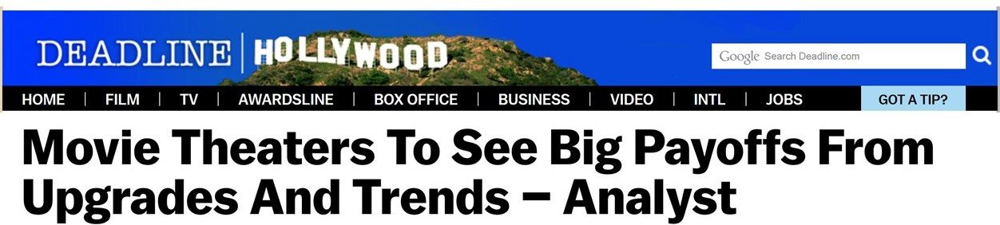 DEADLINE HOLLYWOOD
Google Search Deadline.com
HOME FILM TV AWARDSLINE BOX OFFICE BUSINESS VIDEO INTL JOBS GOT A TIP?
Movie Theaters To See Big Payoffs From
Upgrades And Trends – Analyst